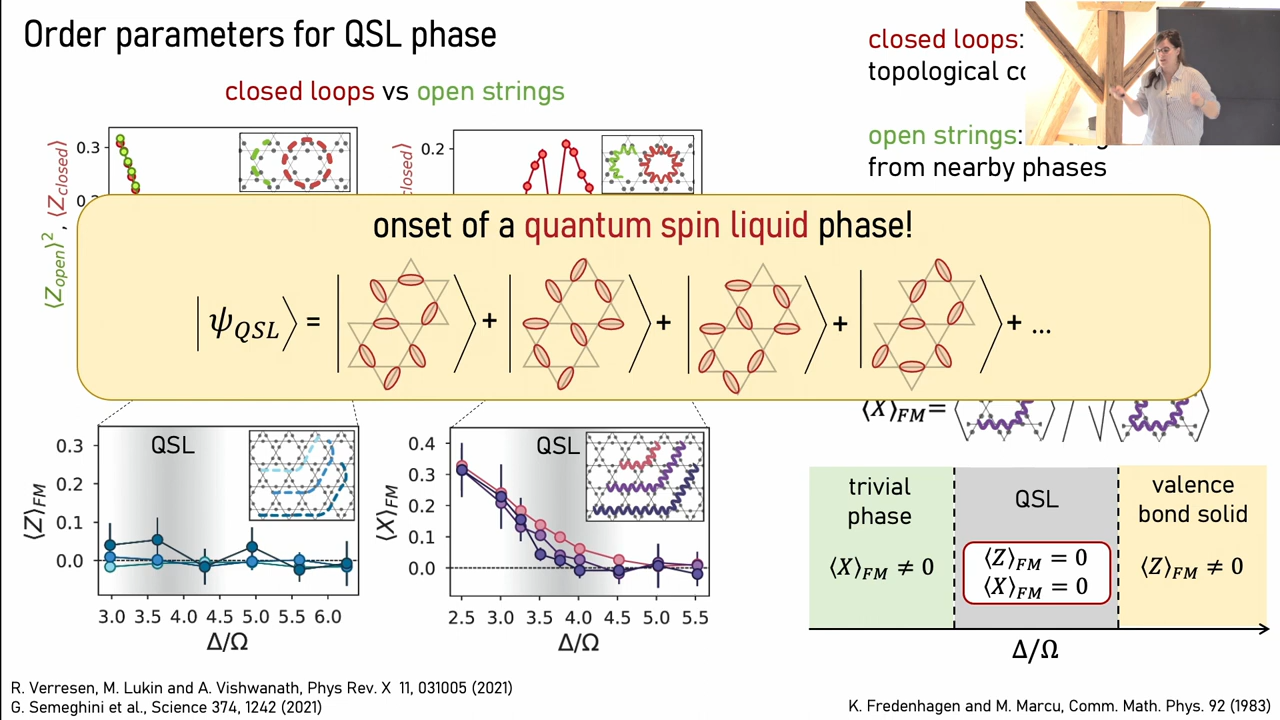 Order parameters for QSL phase
closed loops vs open strings
closed loops:
topological
open strings:
from nearby phases
⟨Z_open⟩², ⟨Z_closed⟩
0.3
closed⟩
0.2
onset of a quantum spin liquid phase!
|ψ_QSL⟩ = | ⟩ + | ⟩ + | ⟩ + | ⟩ + ...
⟨X⟩_FM=
⟨Z⟩_FM
0.3
0.2
0.1
0.0
QSL
3.0 3.5 4.0 4.5 5.0 5.5 6.0
Δ/Ω
⟨X⟩_FM
0.4
0.3
0.2
0.1
0.0
QSL
2.5 3.0 3.5 4.0 4.5 5.0 5.5
Δ/Ω
trivial
phase
⟨X⟩_FM ≠ 0
QSL
⟨Z⟩_FM = 0
⟨X⟩_FM = 0
valence
bond solid
⟨Z⟩_FM ≠ 0
Δ/Ω
R. Verresen, M. Lukin and A. Vishwanath, Phys Rev. X 11, 031005 (2021)
G. Semeghini et al., Science 374, 1242 (2021)
K. Fredenhagen and M. Marcu, Comm. Math. Phys. 92 (1983)